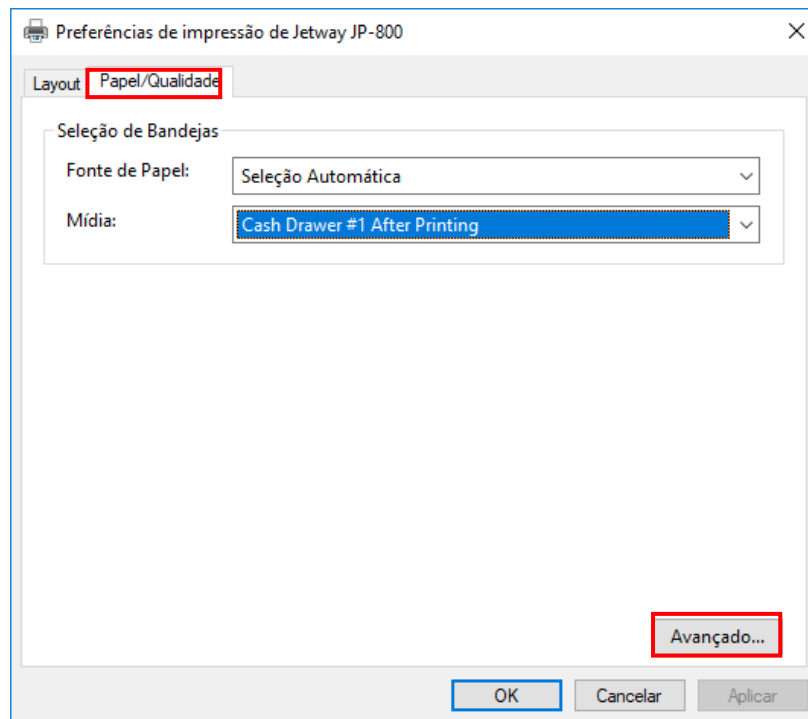 Preferências de impressão de Jetway JP-800
Layout Papel/Qualidade
Seleção de Bandejas
Fonte de Papel: Seleção Automática
Mídia: Cash Drawer #1 After Printing
Avançado...
OK Cancelar Aplicar